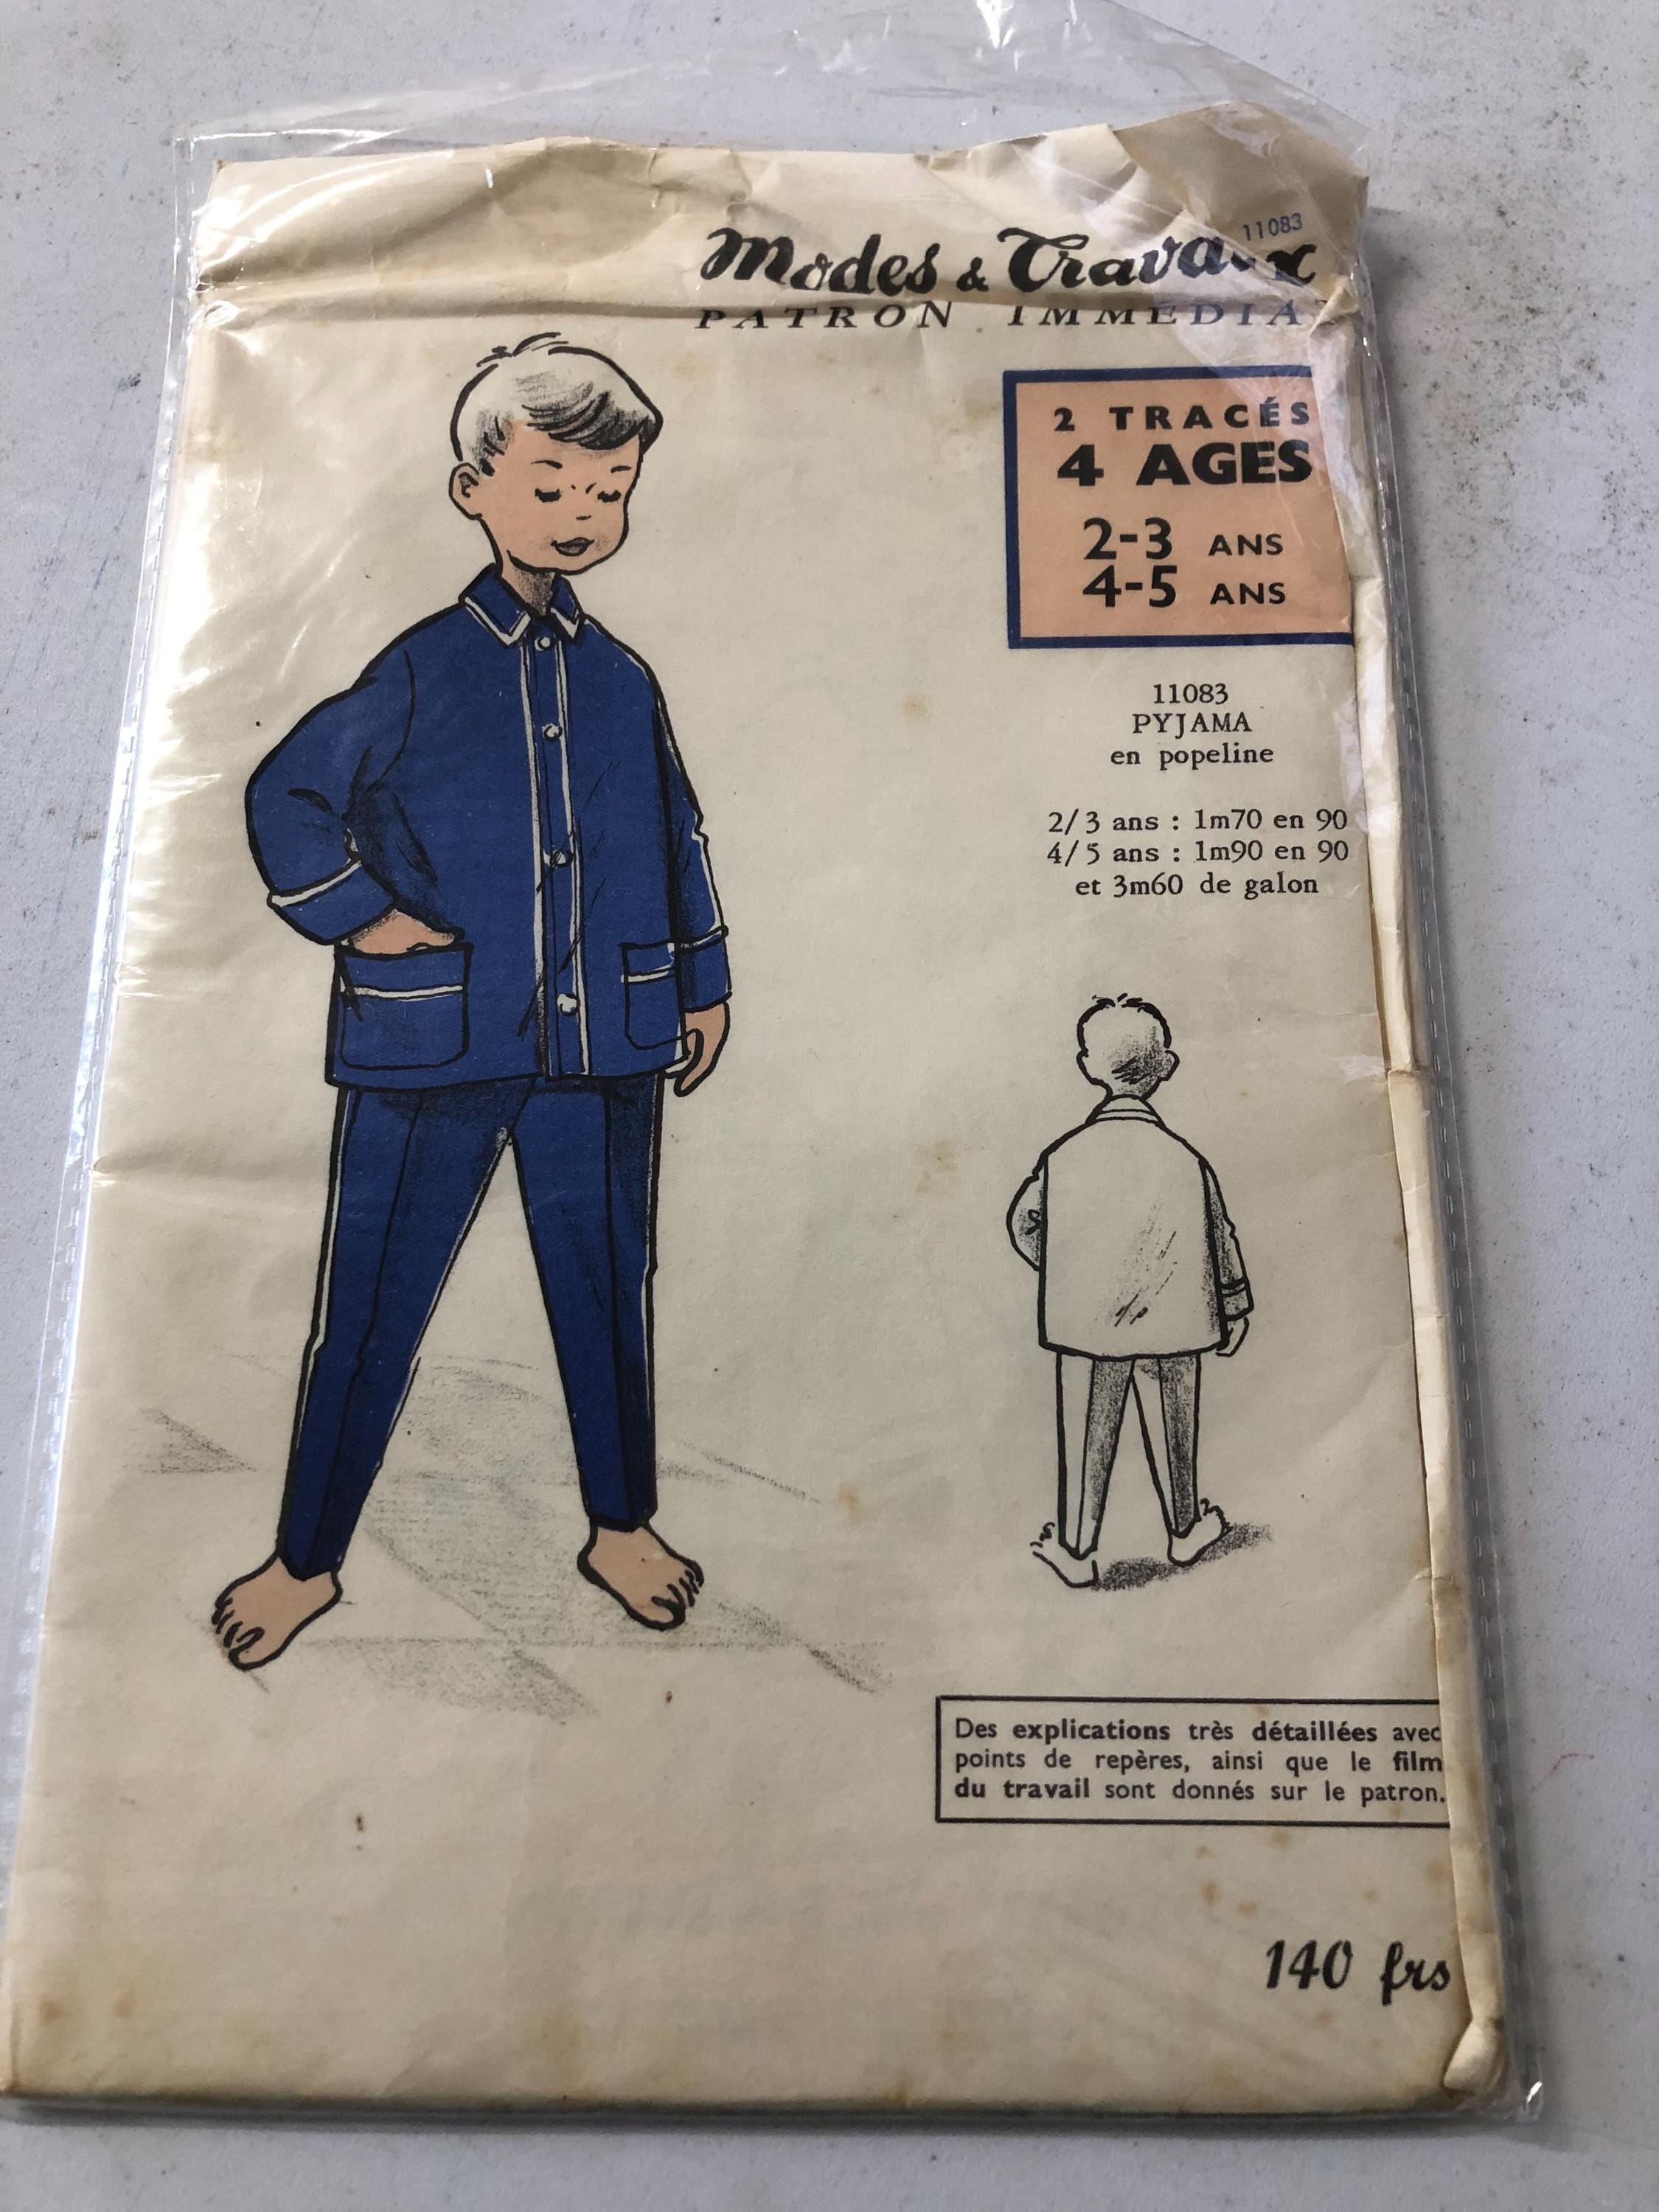 11083
Modes & Travaux
PATRON IMMÉDIAT
2 TRACÉS
4 AGES
2-3 ANS
4-5 ANS
11083
PYJAMA
en popeline
2/3 ans : 1m70 en 90
4/5 ans : 1m90 en 90
et 3m60 de galon
Des explications très détaillées avec
points de repères, ainsi que le film
du travail sont donnés sur le patron.
140 frs